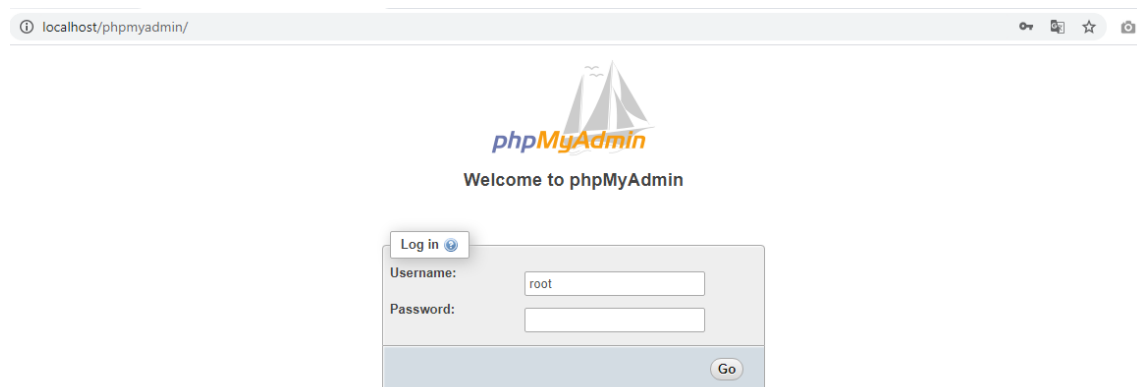 localhost/phpmyadmin/
phpMyAdmin
Welcome to phpMyAdmin
Log in
Username:
root
Password:
Go